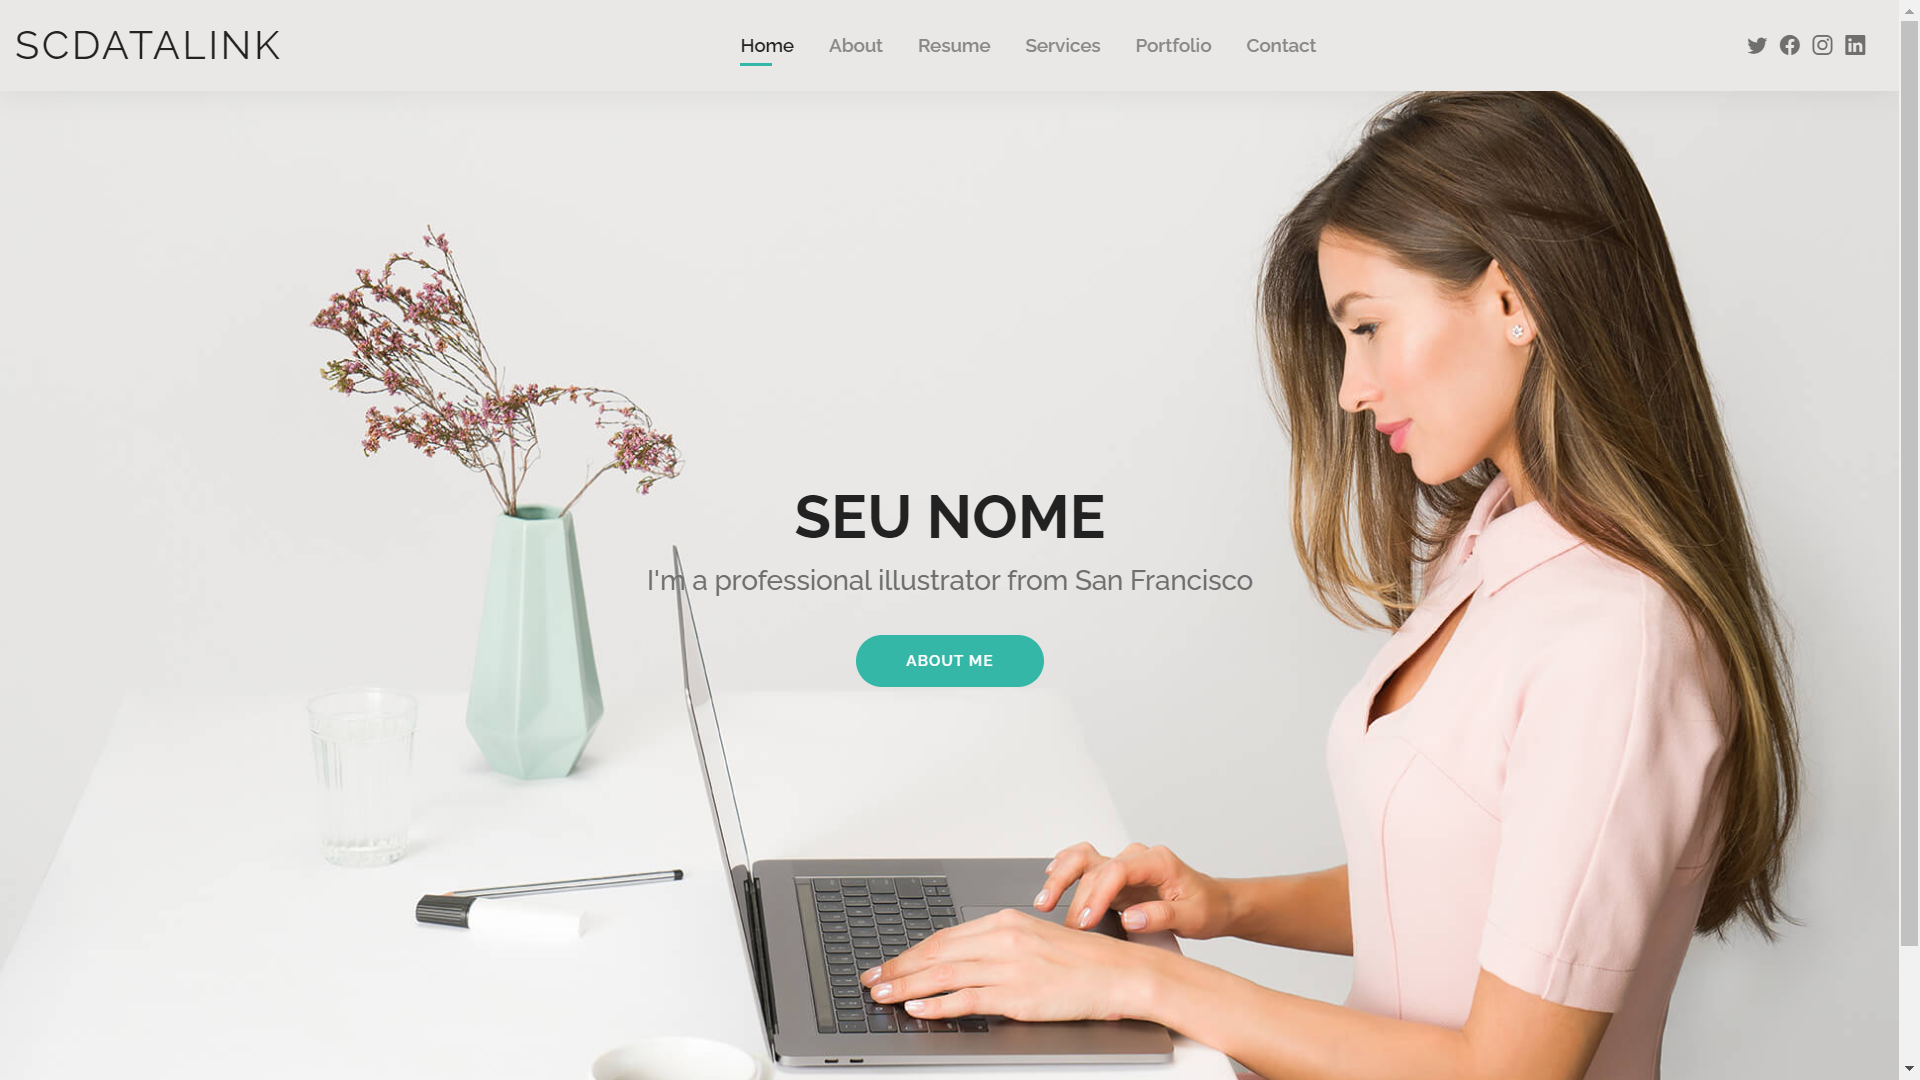 SCDATALINK
Home About Resume Services Portfolio Contact
SEU NOME
I'm a professional illustrator from San Francisco
ABOUT ME